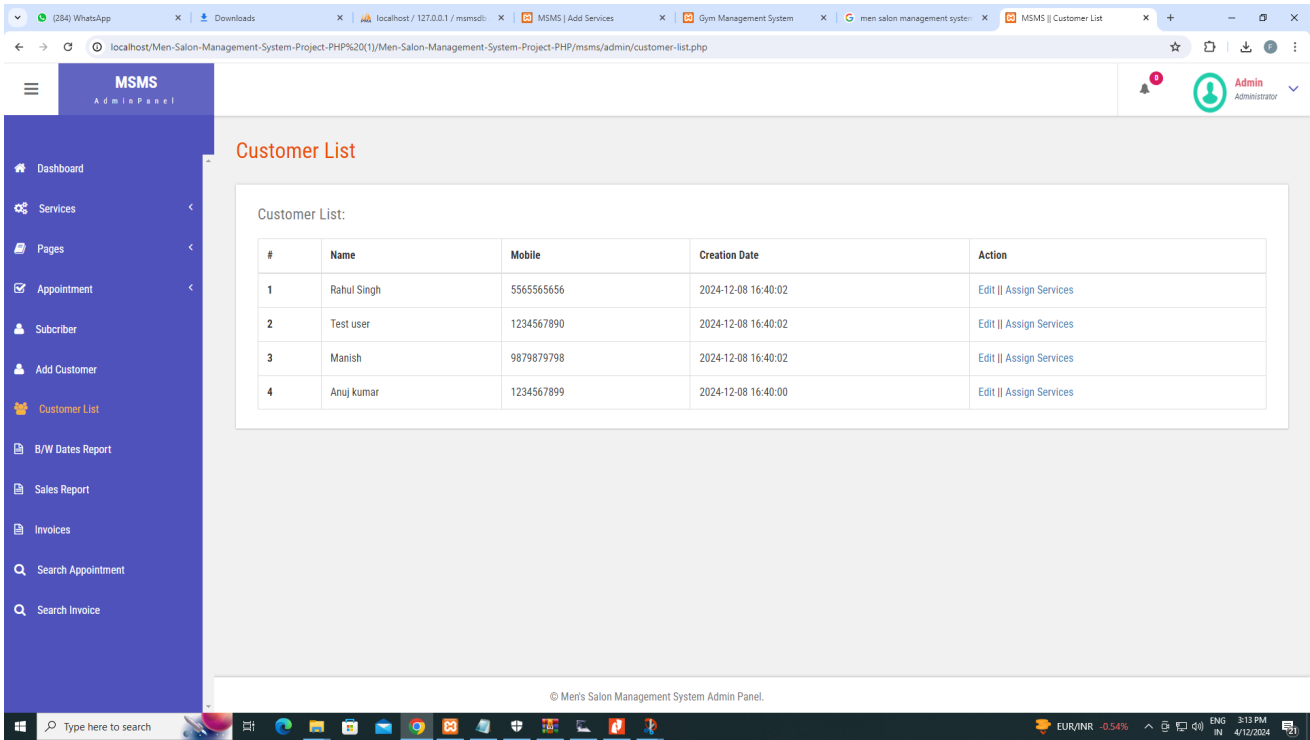 (284) WhatsApp
Downloads
localhost / 127.0.0.1 / msmsdb
MSMS | Add Services
Gym Management System
men salon management system
MSMS || Customer List
localhost/Men-Salon-Management-System-Project-PHP%20(1)/Men-Salon-Management-System-Project-PHP/msms/admin/customer-list.php
F
MSMS
AdminPanel
0
Admin
Administrator
Dashboard
Services
Pages
Appointment
Subcriber
Add Customer
Customer List
B/W Dates Report
Sales Report
Invoices
Search Appointment
Search Invoice
Customer List
Customer List:
# Name Mobile Creation Date Action
1 Rahul Singh 5565565656 2024-12-08 16:40:02 Edit || Assign Services
2 Test user 1234567890 2024-12-08 16:40:02 Edit || Assign Services
3 Manish 9879879798 2024-12-08 16:40:02 Edit || Assign Services
4 Anuj kumar 1234567899 2024-12-08 16:40:00 Edit || Assign Services
© Men's Salon Management System Admin Panel.
Type here to search
EUR/INR -0.54%
ENG
IN
3:13 PM
4/12/2024
21